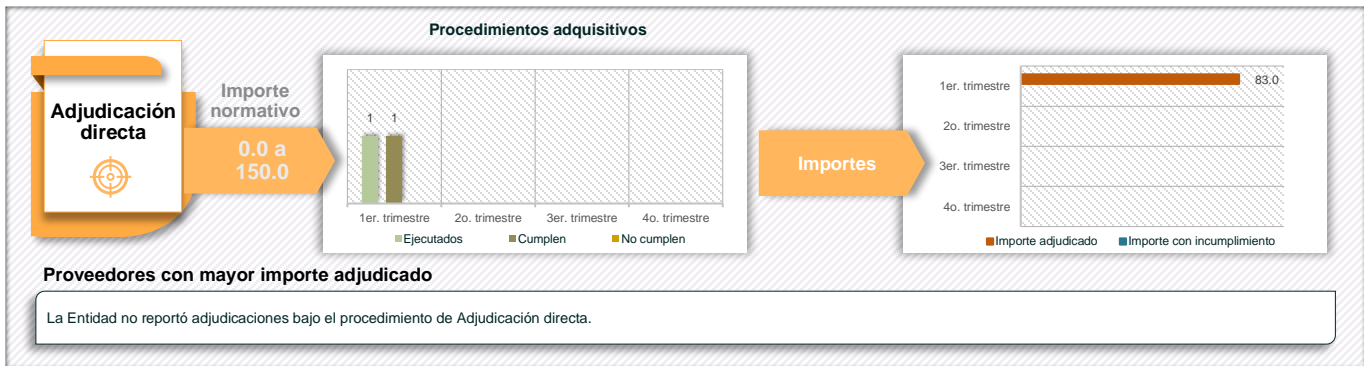 Procedimientos adquisitivos
Adjudicación
directa
Importe
normativo
0.0 a
150.0
1 1
1er. trimestre 2o. trimestre 3er. trimestre 4o. trimestre
Ejecutados Cumplen No cumplen
Importes
1er. trimestre 83.0
2o. trimestre
3er. trimestre
4o. trimestre
Importe adjudicado Importe con incumplimiento
Proveedores con mayor importe adjudicado
La Entidad no reportó adjudicaciones bajo el procedimiento de Adjudicación directa.